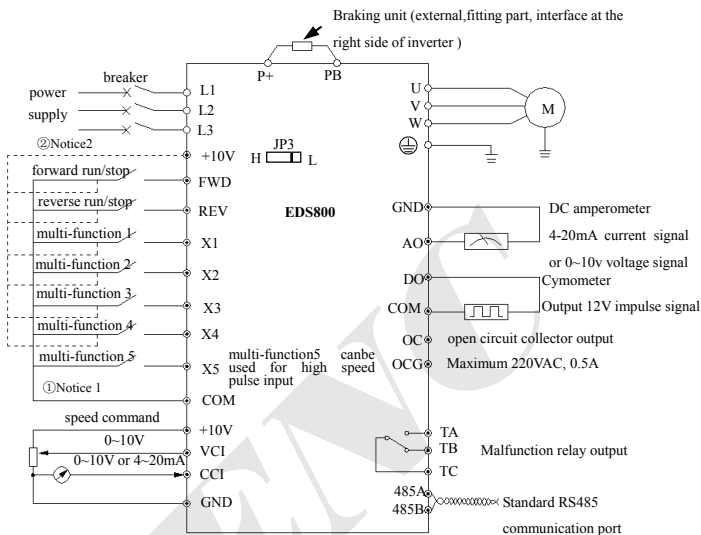 Braking unit (external,fitting part, interface at the
right side of inverter )
P+
PB
breaker
power
supply
L1
L2
L3
②Notice2
+10V
JP3
H
L
forward run/stop
FWD
reverse run/stop
REV
EDS800
multi-function 1
X1
multi-function 2
X2
multi-function 3
X3
multi-function 4
X4
multi-function 5
X5
multi-function5 canbe
used for high speed
pulse input
①Notice 1
COM
speed command
+10V
0~10V
VCI
0~10V or 4~20mA
CCI
GND
U
V
W
M
GND
DC amperometer
AO
4-20mA current signal
or 0~10v voltage signal
DO
Cymometer
COM
Output 12V impulse signal
OC
open circuit collector output
OCG
Maximum 220VAC, 0.5A
TA
TB
Malfunction relay output
TC
485A
485B
Standard RS485
communication port
ENC